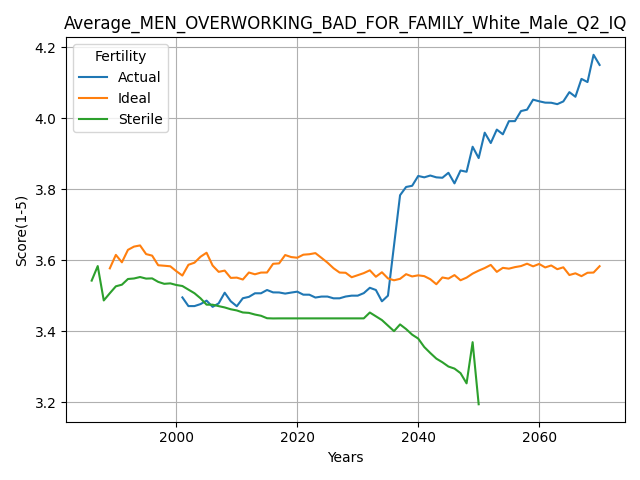 Average_MEN_OVERWORKING_BAD_FOR_FAMILY_White_Male_Q2_IQ
Fertility
Actual
Ideal
Sterile
4.2
4.0
3.8
3.6
3.4
3.2
Score(1-5)
2000 2020 2040 2060
Years